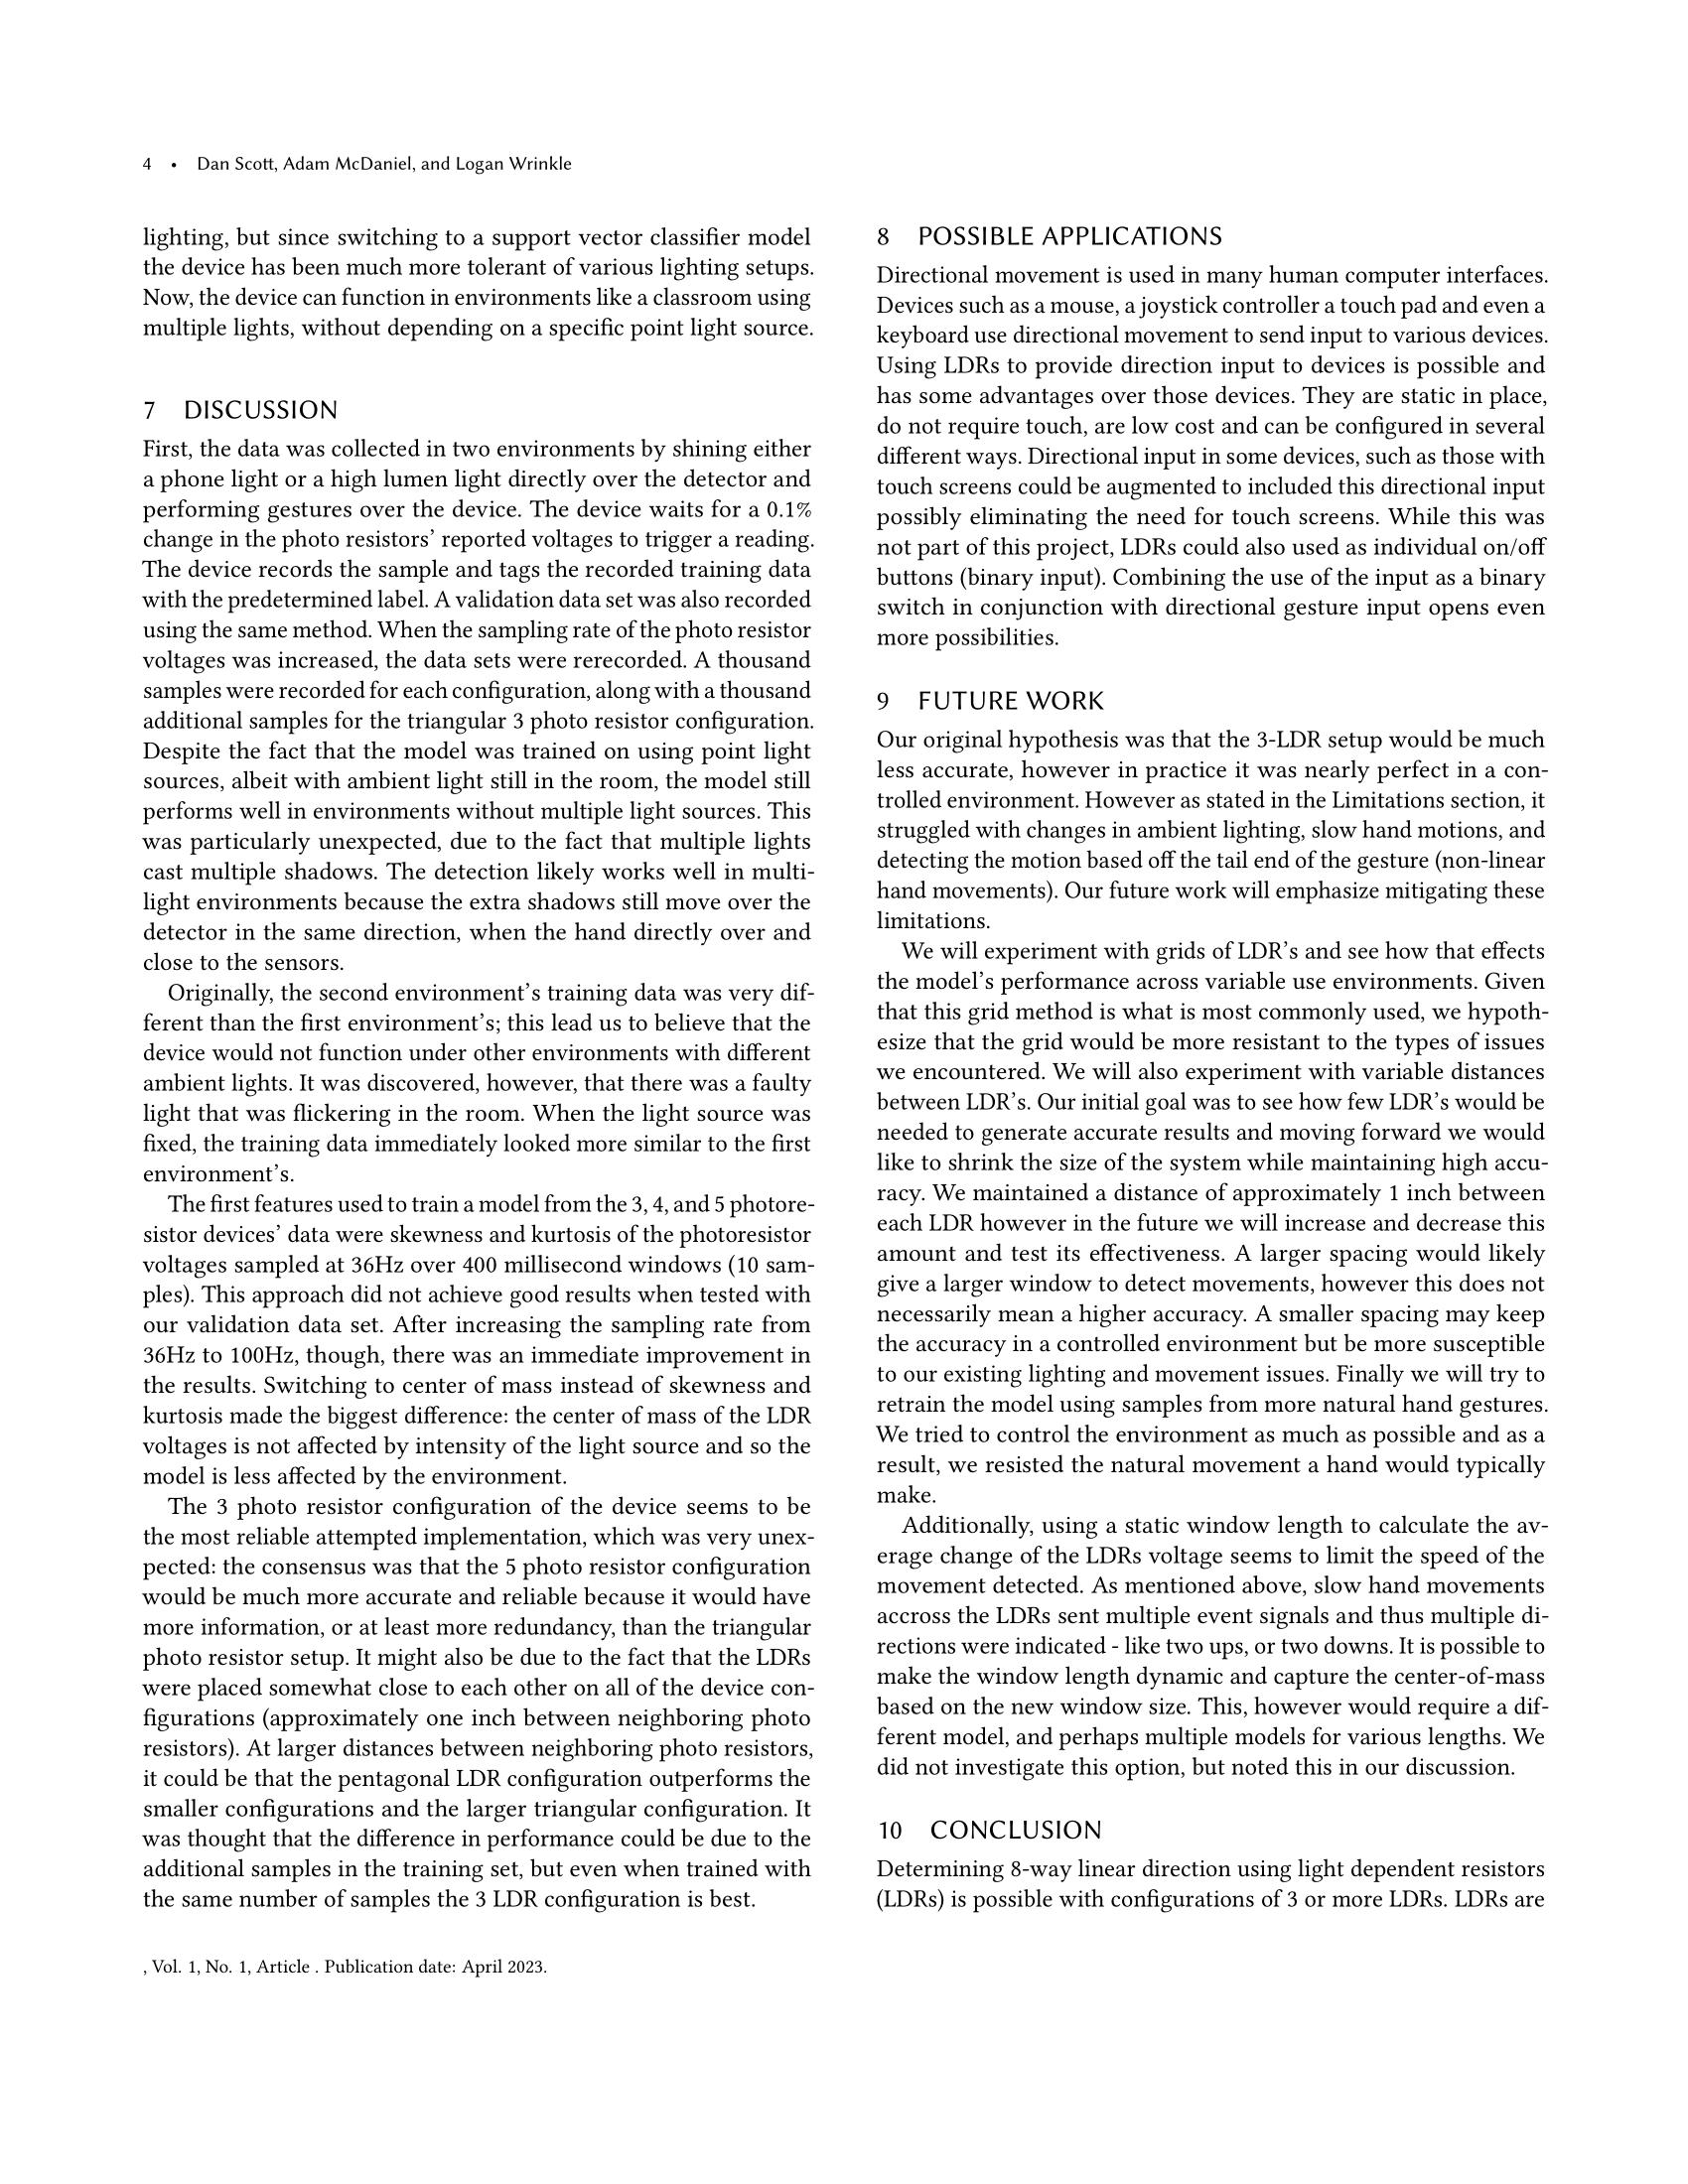 4 • Dan Scott, Adam McDaniel, and Logan Wrinkle
lighting, but since switching to a support vector classifier model
the device has been much more tolerant of various lighting setups.
Now, the device can function in environments like a classroom using
multiple lights, without depending on a specific point light source.
7 DISCUSSION
First, the data was collected in two environments by shining either
a phone light or a high lumen light directly over the detector and
performing gestures over the device. The device waits for a 0.1%
change in the photo resistors' reported voltages to trigger a reading.
The device records the sample and tags the recorded training data
with the predetermined label. A validation data set was also recorded
using the same method. When the sampling rate of the photo resistor
voltages was increased, the data sets were rerecorded. A thousand
samples were recorded for each configuration, along with a thousand
additional samples for the triangular 3 photo resistor configuration.
Despite the fact that the model was trained on using point light
sources, albeit with ambient light still in the room, the model still
performs well in environments without multiple light sources. This
was particularly unexpected, due to the fact that multiple lights
cast multiple shadows. The detection likely works well in multi-
light environments because the extra shadows still move over the
detector in the same direction, when the hand directly over and
close to the sensors.
Originally, the second environment's training data was very dif-
ferent than the first environment's; this lead us to believe that the
device would not function under other environments with different
ambient lights. It was discovered, however, that there was a faulty
light that was flickering in the room. When the light source was
fixed, the training data immediately looked more similar to the first
environment's.
The first features used to train a model from the 3, 4, and 5 photore-
sistor devices' data were skewness and kurtosis of the photoresistor
voltages sampled at 36Hz over 400 millisecond windows (10 sam-
ples). This approach did not achieve good results when tested with
our validation data set. After increasing the sampling rate from
36Hz to 100Hz, though, there was an immediate improvement in
the results. Switching to center of mass instead of skewness and
kurtosis made the biggest difference: the center of mass of the LDR
voltages is not affected by intensity of the light source and so the
model is less affected by the environment.
The 3 photo resistor configuration of the device seems to be
the most reliable attempted implementation, which was very unex-
pected: the consensus was that the 5 photo resistor configuration
would be much more accurate and reliable because it would have
more information, or at least more redundancy, than the triangular
photo resistor setup. It might also be due to the fact that the LDRs
were placed somewhat close to each other on all of the device con-
figurations (approximately one inch between neighboring photo
resistors). At larger distances between neighboring photo resistors,
it could be that the pentagonal LDR configuration outperforms the
smaller configurations and the larger triangular configuration. It
was thought that the difference in performance could be due to the
additional samples in the training set, but even when trained with
the same number of samples the 3 LDR configuration is best.
8 POSSIBLE APPLICATIONS
Directional movement is used in many human computer interfaces.
Devices such as a mouse, a joystick controller a touch pad and even a
keyboard use directional movement to send input to various devices.
Using LDRs to provide direction input to devices is possible and
has some advantages over those devices. They are static in place,
do not require touch, are low cost and can be configured in several
different ways. Directional input in some devices, such as those with
touch screens could be augmented to included this directional input
possibly eliminating the need for touch screens. While this was
not part of this project, LDRs could also used as individual on/off
buttons (binary input). Combining the use of the input as a binary
switch in conjunction with directional gesture input opens even
more possibilities.
9 FUTURE WORK
Our original hypothesis was that the 3-LDR setup would be much
less accurate, however in practice it was nearly perfect in a con-
trolled environment. However as stated in the Limitations section, it
struggled with changes in ambient lighting, slow hand motions, and
detecting the motion based off the tail end of the gesture (non-linear
hand movements). Our future work will emphasize mitigating these
limitations.
We will experiment with grids of LDR's and see how that effects
the model's performance across variable use environments. Given
that this grid method is what is most commonly used, we hypoth-
esize that the grid would be more resistant to the types of issues
we encountered. We will also experiment with variable distances
between LDR's. Our initial goal was to see how few LDR's would be
needed to generate accurate results and moving forward we would
like to shrink the size of the system while maintaining high accu-
racy. We maintained a distance of approximately 1 inch between
each LDR however in the future we will increase and decrease this
amount and test its effectiveness. A larger spacing would likely
give a larger window to detect movements, however this does not
necessarily mean a higher accuracy. A smaller spacing may keep
the accuracy in a controlled environment but be more susceptible
to our existing lighting and movement issues. Finally we will try to
retrain the model using samples from more natural hand gestures.
We tried to control the environment as much as possible and as a
result, we resisted the natural movement a hand would typically
make.
Additionally, using a static window length to calculate the av-
erage change of the LDRs voltage seems to limit the speed of the
movement detected. As mentioned above, slow hand movements
accross the LDRs sent multiple event signals and thus multiple di-
rections were indicated - like two ups, or two downs. It is possible to
make the window length dynamic and capture the center-of-mass
based on the new window size. This, however would require a dif-
ferent model, and perhaps multiple models for various lengths. We
did not investigate this option, but noted this in our discussion.
10 CONCLUSION
Determining 8-way linear direction using light dependent resistors
(LDRs) is possible with configurations of 3 or more LDRs. LDRs are
, Vol. 1, No. 1, Article . Publication date: April 2023.